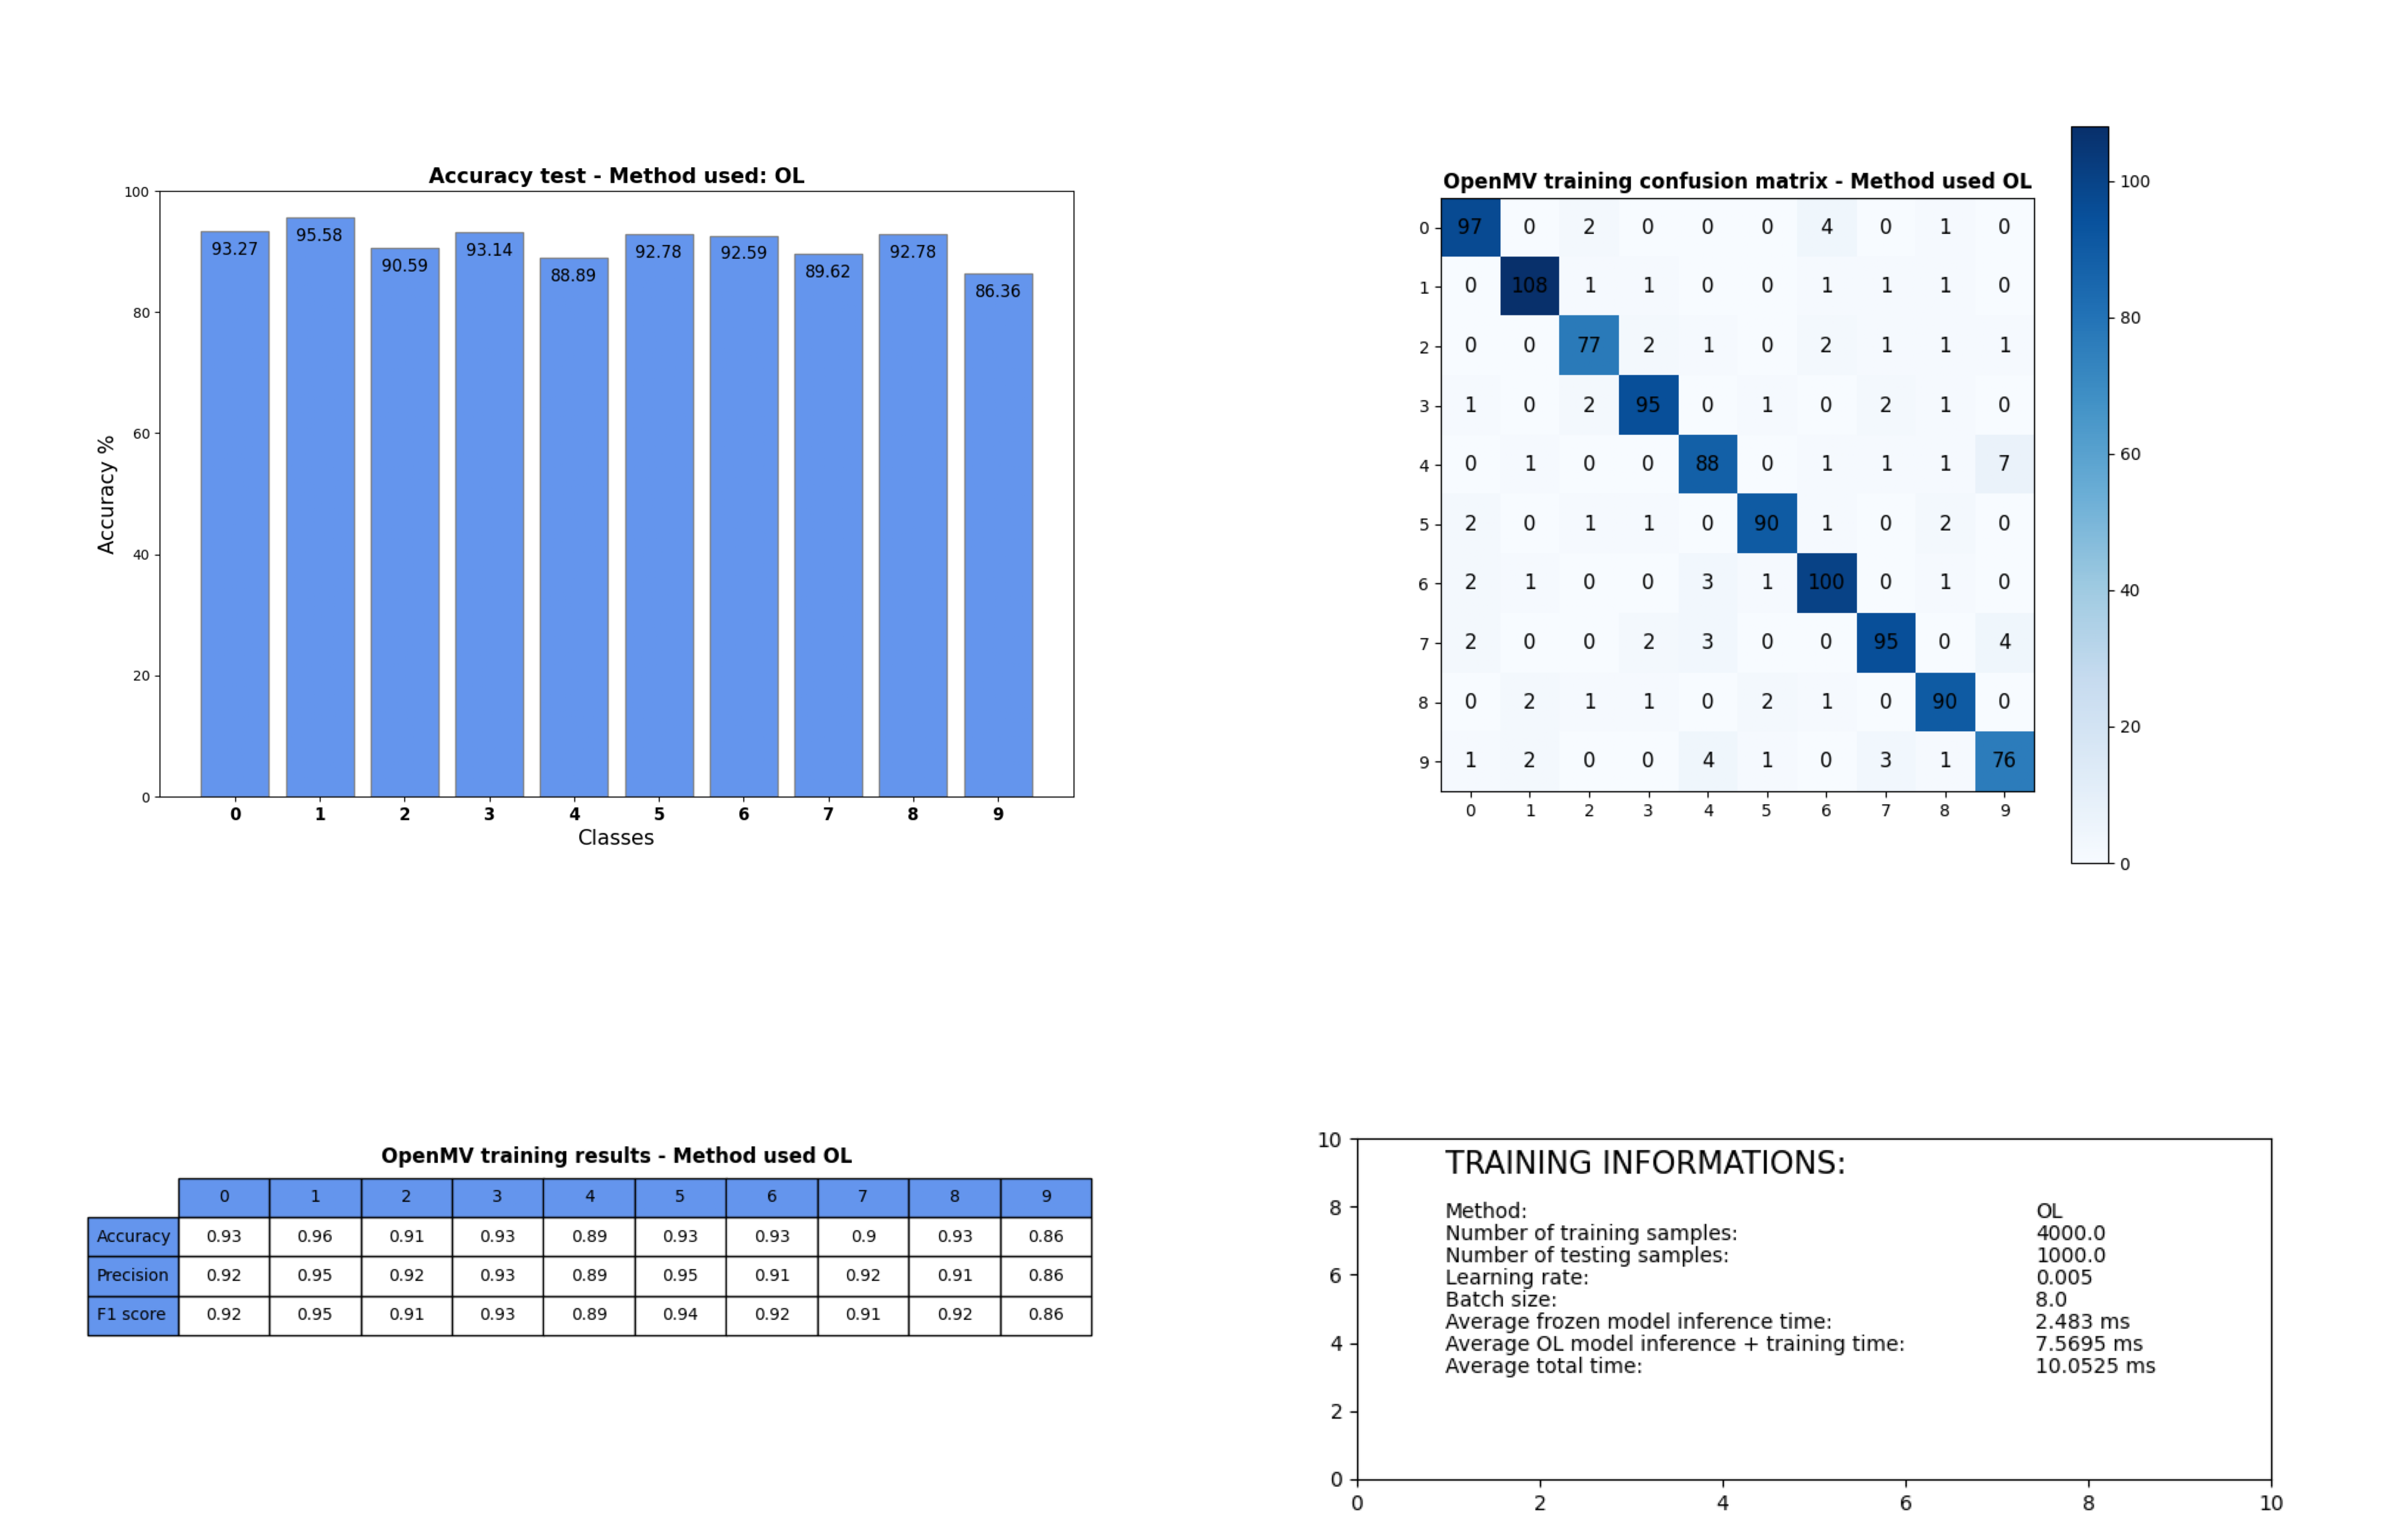 Accuracy test - Method used: OL
100
80
60
40
20
0
Accuracy %
93.27 95.58 90.59 93.14 88.89 92.78 92.59 89.62 92.78 86.36
0 1 2 3 4 5 6 7 8 9
Classes
OpenMV training confusion matrix - Method used OL
0 97 0 2 0 0 0 4 0 1 0
1 0 108 1 1 0 0 1 1 1 0
2 0 0 77 2 1 0 2 1 1 1
3 1 0 2 95 0 1 0 2 1 0
4 0 1 0 0 88 0 1 1 1 7
5 2 0 1 1 0 90 1 0 2 0
6 2 1 0 0 3 1 100 0 1 0
7 2 0 0 2 3 0 0 95 0 4
8 0 2 1 1 0 2 1 0 90 0
9 1 2 0 0 4 1 0 3 1 76
0 1 2 3 4 5 6 7 8 9
100
80
60
40
20
0
OpenMV training results - Method used OL
0 1 2 3 4 5 6 7 8 9
Accuracy 0.93 0.96 0.91 0.93 0.89 0.93 0.93 0.9 0.93 0.86
Precision 0.92 0.95 0.92 0.93 0.89 0.95 0.91 0.92 0.91 0.86
F1 score 0.92 0.95 0.91 0.93 0.89 0.94 0.92 0.91 0.92 0.86
10
8
6
4
2
0
TRAINING INFORMATIONS:
Method: OL
Number of training samples: 4000.0
Number of testing samples: 1000.0
Learning rate: 0.005
Batch size: 8.0
Average frozen model inference time: 2.483 ms
Average OL model inference + training time: 7.5695 ms
Average total time: 10.0525 ms
0 2 4 6 8 10